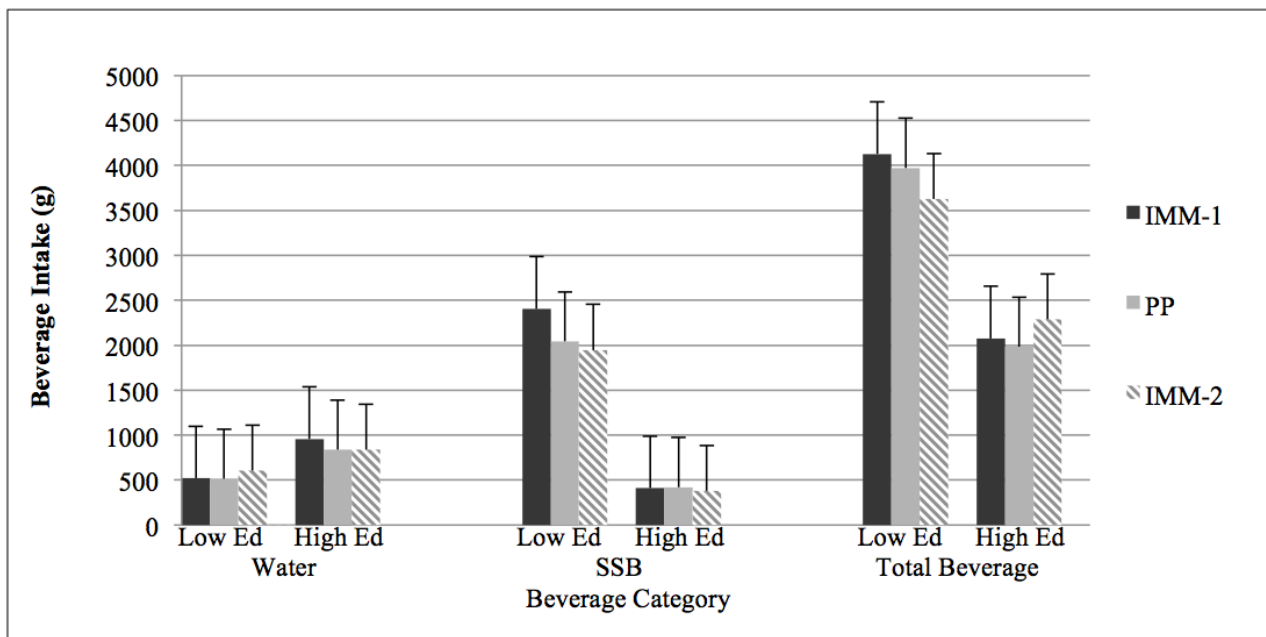 Beverage Intake (g)
5000
4500
4000
3500
3000
2500
2000
1500
1000
500
0
Low Ed High Ed Low Ed High Ed Low Ed High Ed
Water SSB Total Beverage
Beverage Category
IMM-1
PP
IMM-2